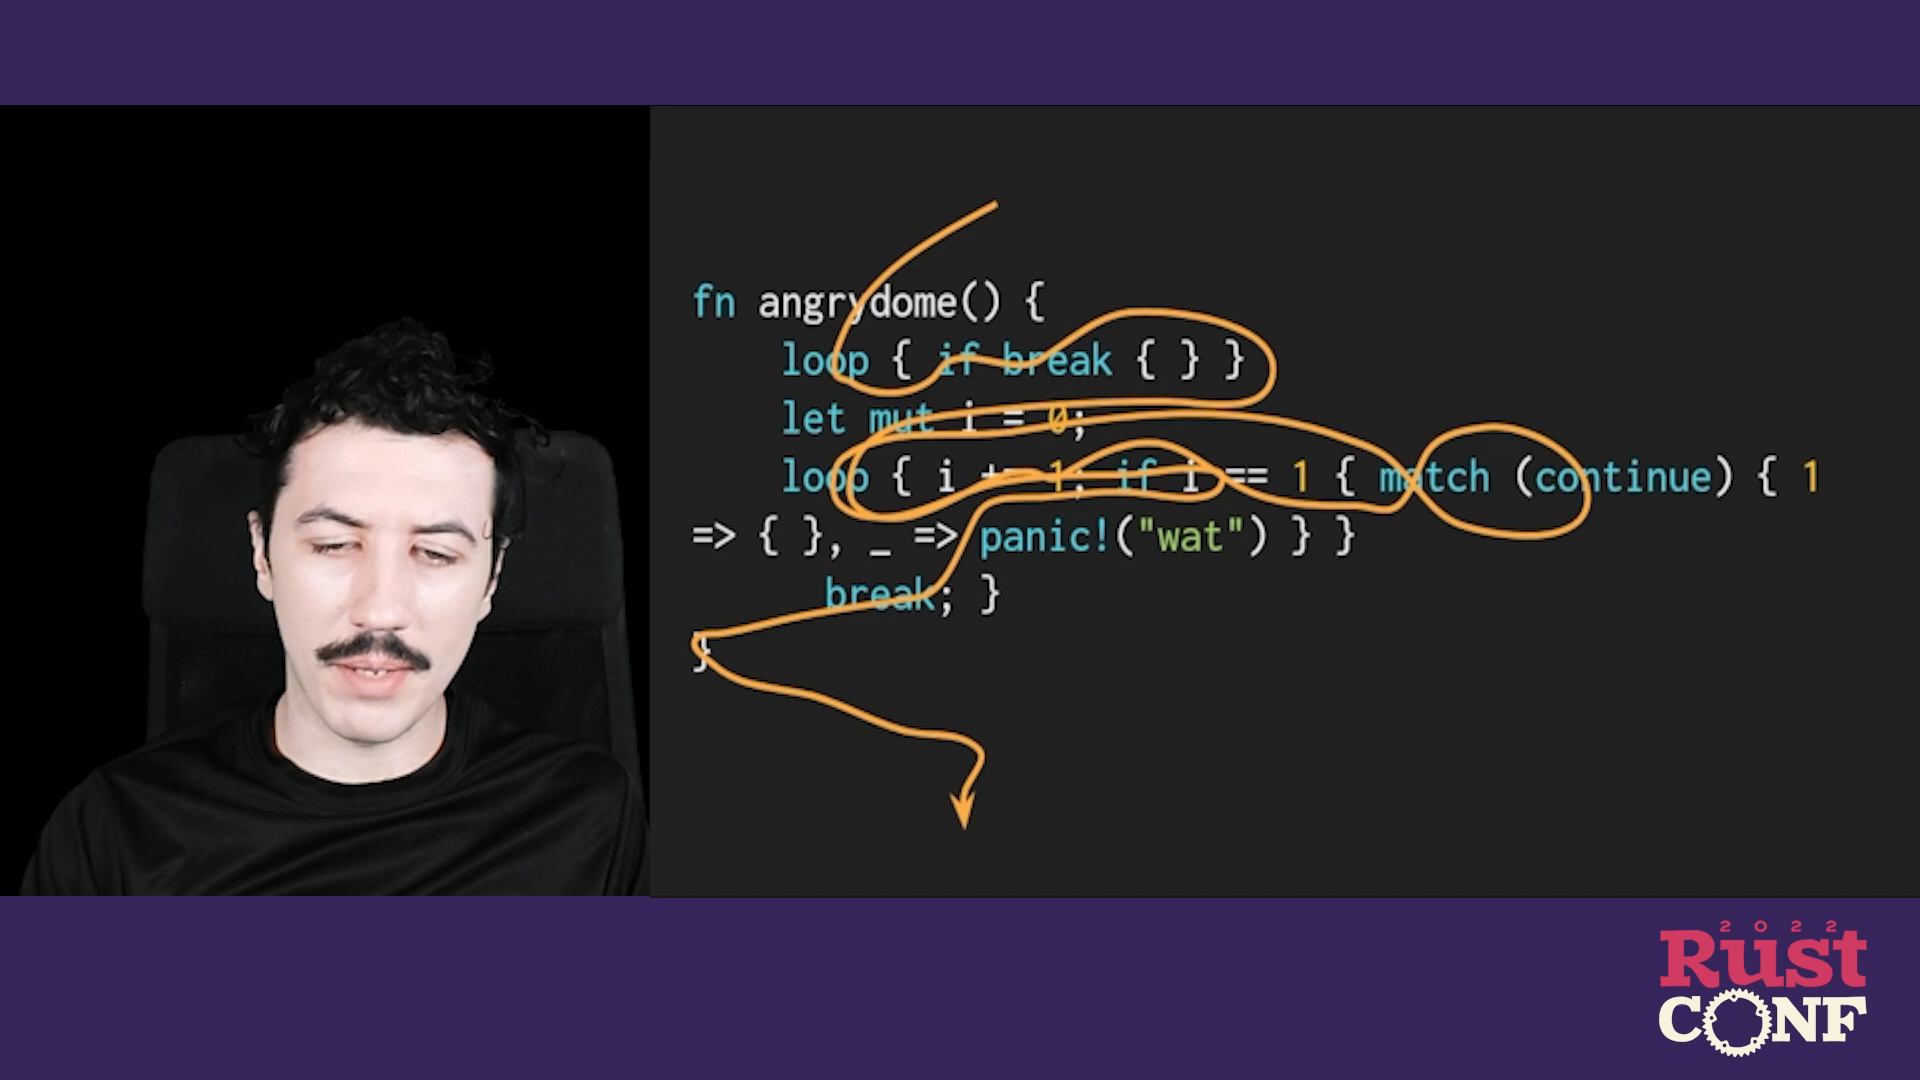 fn angrydome() {
loop { if break { } }
let mut i = 0;
loop { i += 1; if i == 1 { match (continue) { 1
=> { }, _ => panic!("wat") } }
break; }
}
2022
Rust
CONF